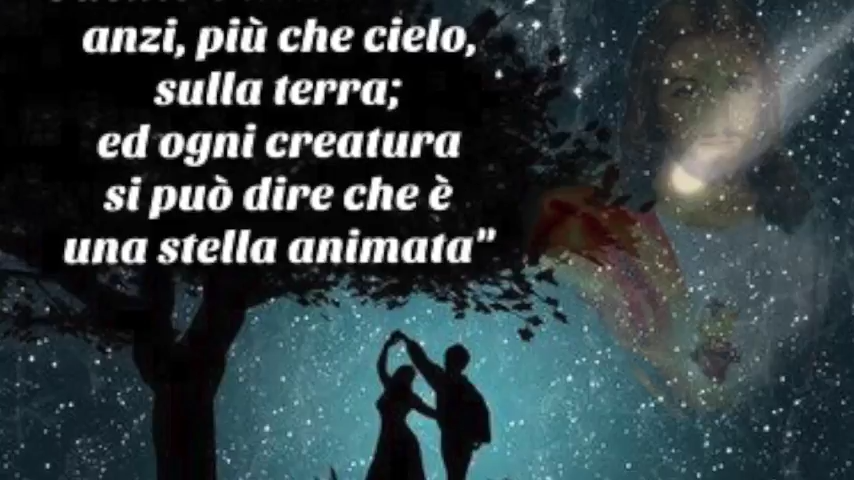 anzi, più che cielo,
sulla terra;
ed ogni creatura
si può dire che è
una stella animata”